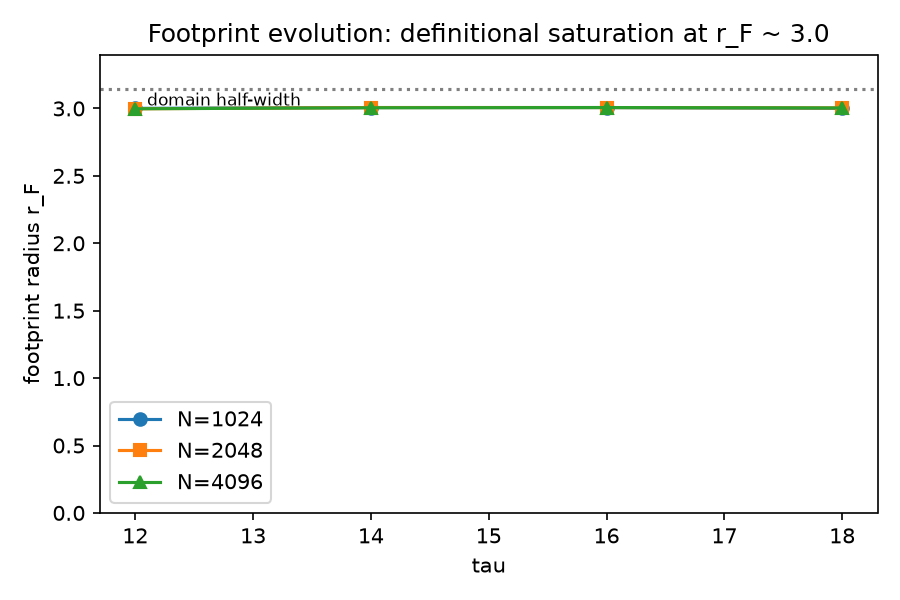 Footprint evolution: definitional saturation at r_F ~ 3.0
domain half-width
footprint radius r_F
3.0
2.5
2.0
1.5
1.0
0.5
0.0
N=1024
N=2048
N=4096
12 13 14 15 16 17 18
tau